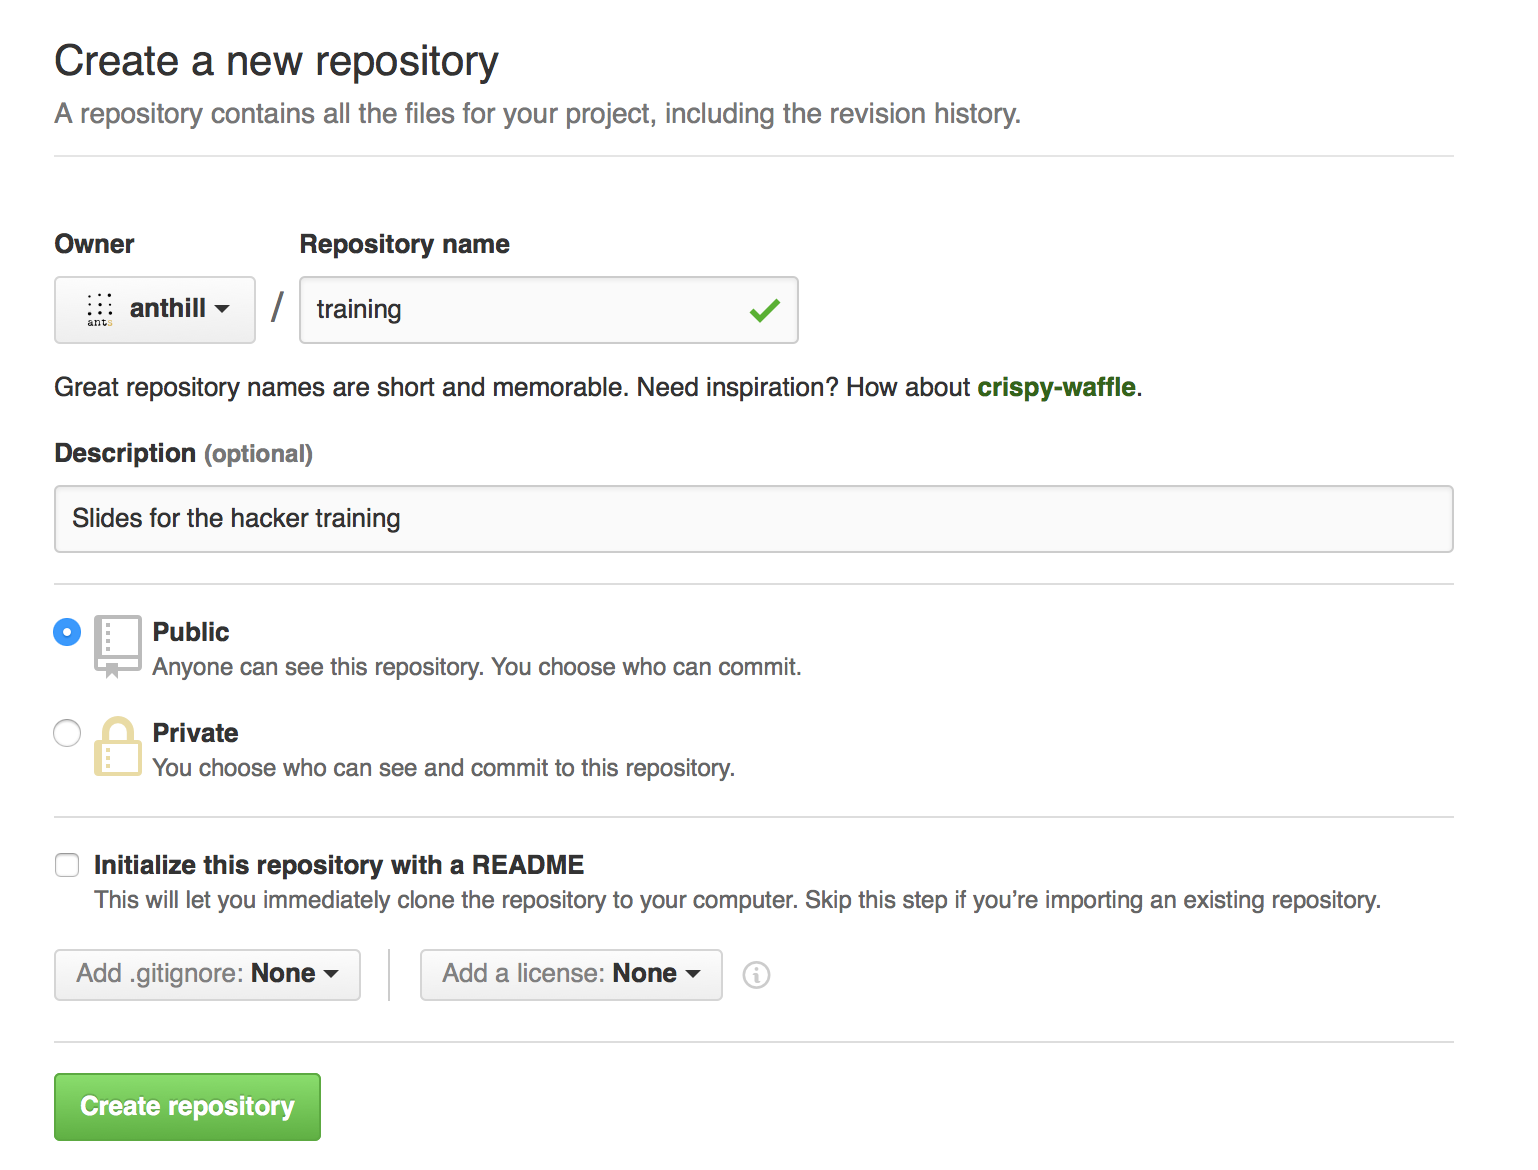 Create a new repository
A repository contains all the files for your project, including the revision history.
Owner
Repository name
ants
anthill
/
training
Great repository names are short and memorable. Need inspiration? How about crispy-waffle.
Description (optional)
Slides for the hacker training
Public
Anyone can see this repository. You choose who can commit.
Private
You choose who can see and commit to this repository.
Initialize this repository with a README
This will let you immediately clone the repository to your computer. Skip this step if you’re importing an existing repository.
Add .gitignore: None
Add a license: None
Create repository